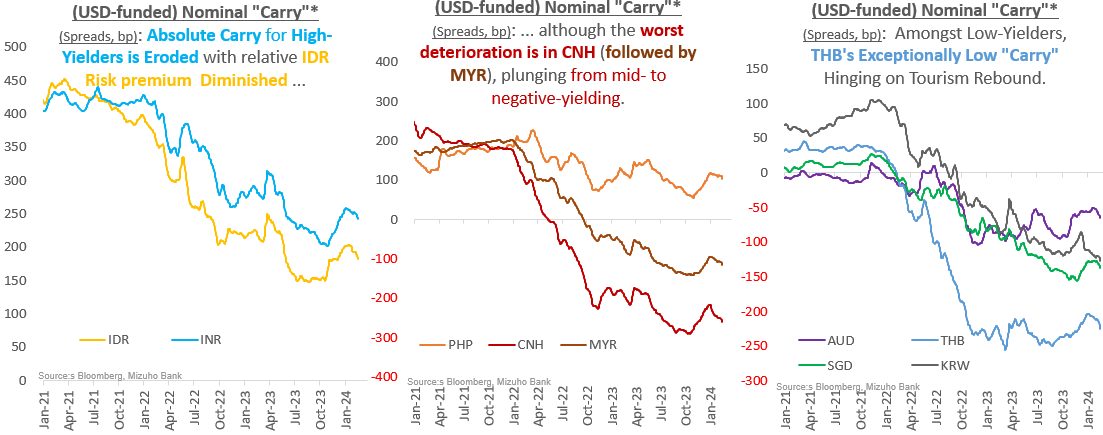 (USD-funded) Nominal "Carry"*
(Spreads, bp): Absolute Carry for High-
Yielders is Eroded with relative IDR
Risk premium Diminished ...
500
450
400
350
300
250
200
150
100
50
0
IDR
INR
Source:s Bloomberg, Mizuho Bank
Jan-21
Apr-21
Jul-21
Oct-21
Jan-22
Apr-22
Jul-22
Oct-22
Jan-23
Apr-23
Jul-23
Oct-23
Jan-24
(USD-funded) Nominal "Carry"*
(Spreads, bp): ... although the worst
deterioration is in CNH (followed by
MYR), plunging from mid- to
negative-yielding.
400
300
200
100
0
-100
-200
-300
-400
PHP
CNH
MYR
Source:s Bloomberg, Mizuho Bank
Jan-21
Apr-21
Jul-21
Oct-21
Jan-22
Apr-22
Jul-22
Oct-22
Jan-23
Apr-23
Jul-23
Oct-23
Jan-24
(USD-funded) Nominal "Carry"*
(Spreads, bp): Amongst Low-Yielders,
THB's Exceptionally Low "Carry"
Hinging on Tourism Rebound.
150
100
50
0
-50
-100
-150
-200
-250
-300
AUD
THB
SGD
KRW
Source:s Bloomberg, Mizuho Bank
Jan-21
Apr-21
Jul-21
Oct-21
Jan-22
Apr-22
Jul-22
Oct-22
Jan-23
Apr-23
Jul-23
Oct-23
Jan-24